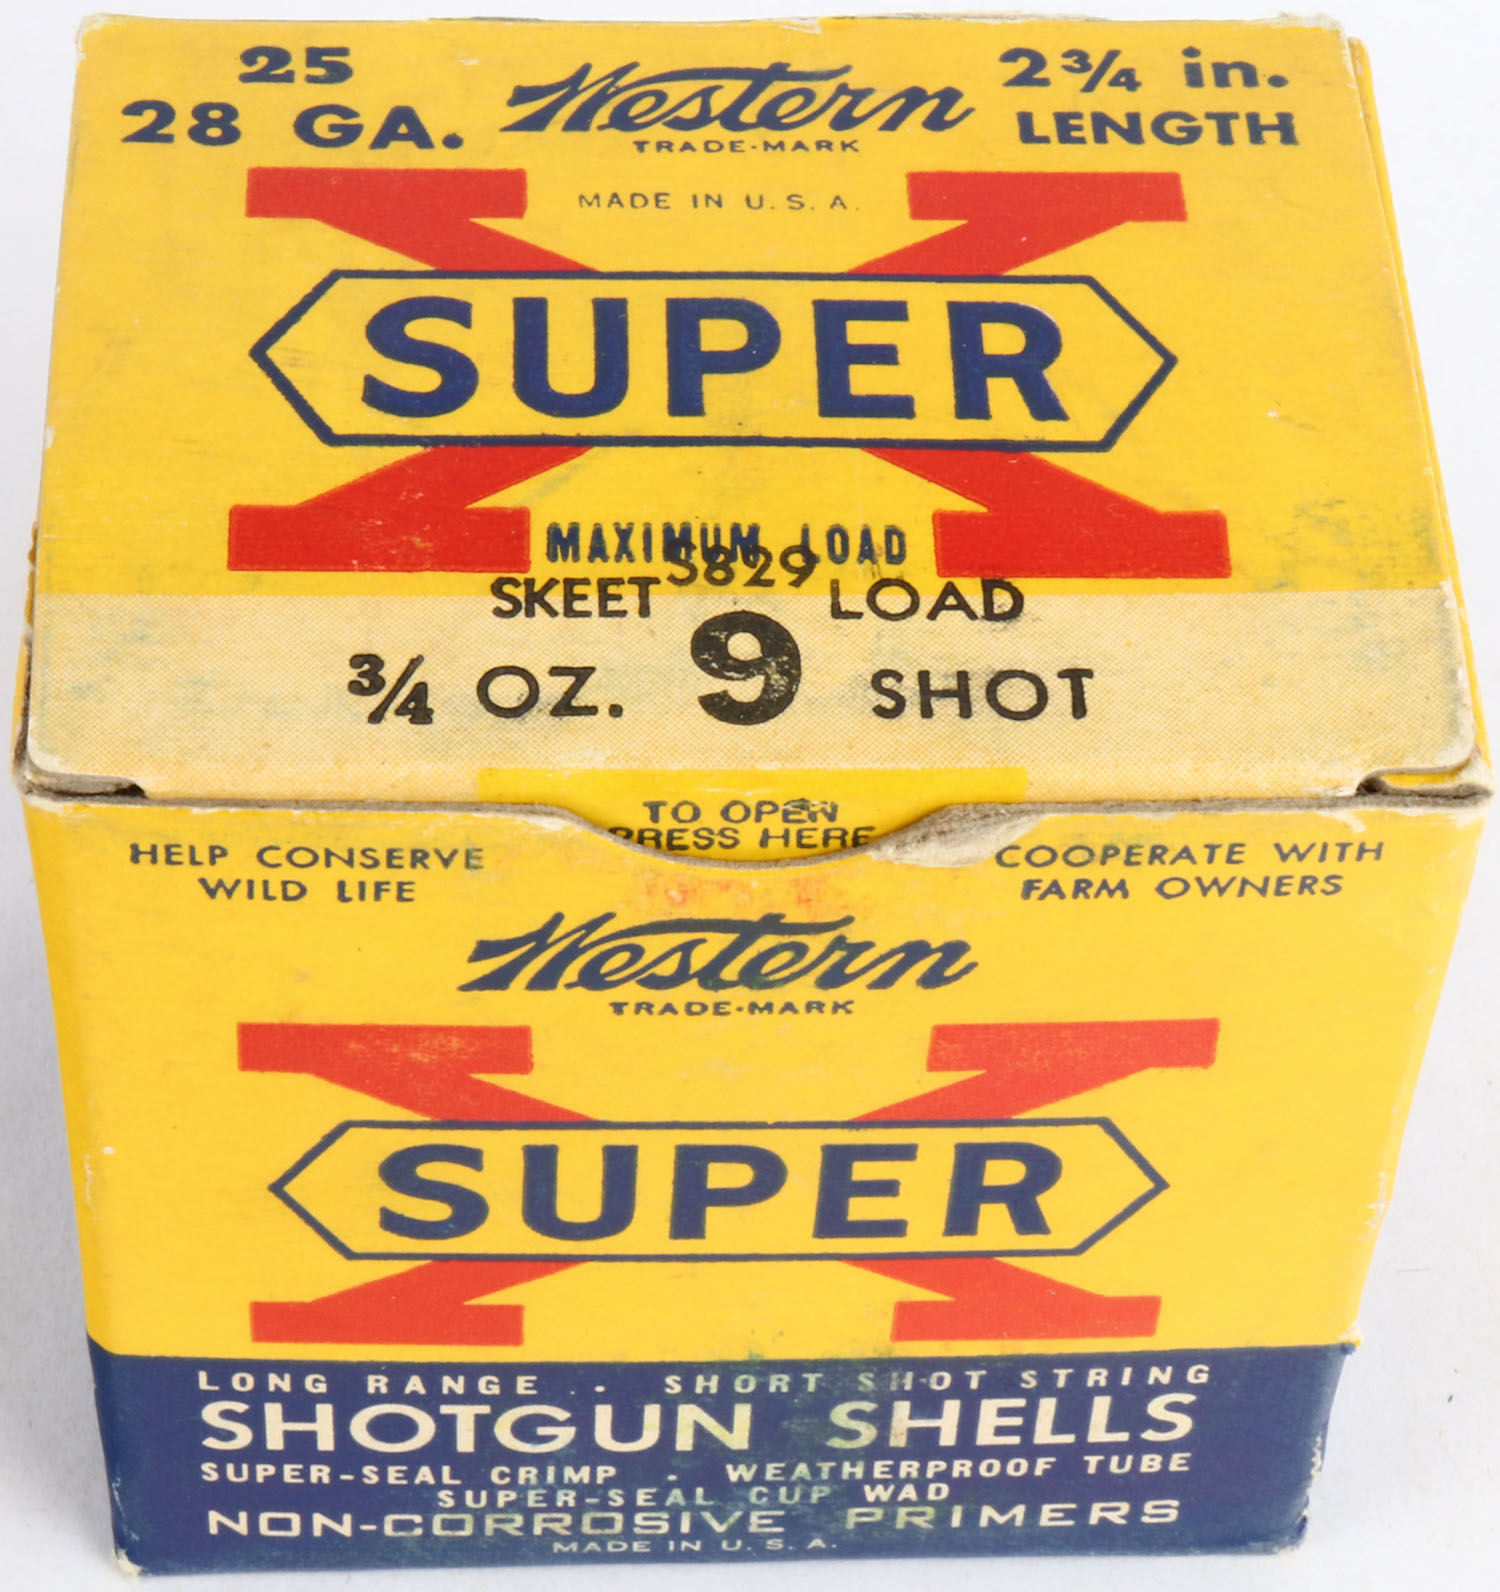 25
28 GA.
Western
TRADE-MARK
2 3/4 in.
LENGTH
MADE IN U. S. A.
X
SUPER
MAXIMUM LOAD
S829
SKEET LOAD
3/4 OZ. 9 SHOT
TO OPEN
PRESS HERE
HELP CONSERVE
WILD LIFE
COOPERATE WITH
FARM OWNERS
Western
TRADE-MARK
X
SUPER
LONG RANGE - SHORT SHOT STRING
SHOTGUN SHELLS
SUPER-SEAL CRIMP - WEATHERPROOF TUBE
SUPER-SEAL CUP WAD
NON-CORROSIVE PRIMERS
MADE IN U. S. A.